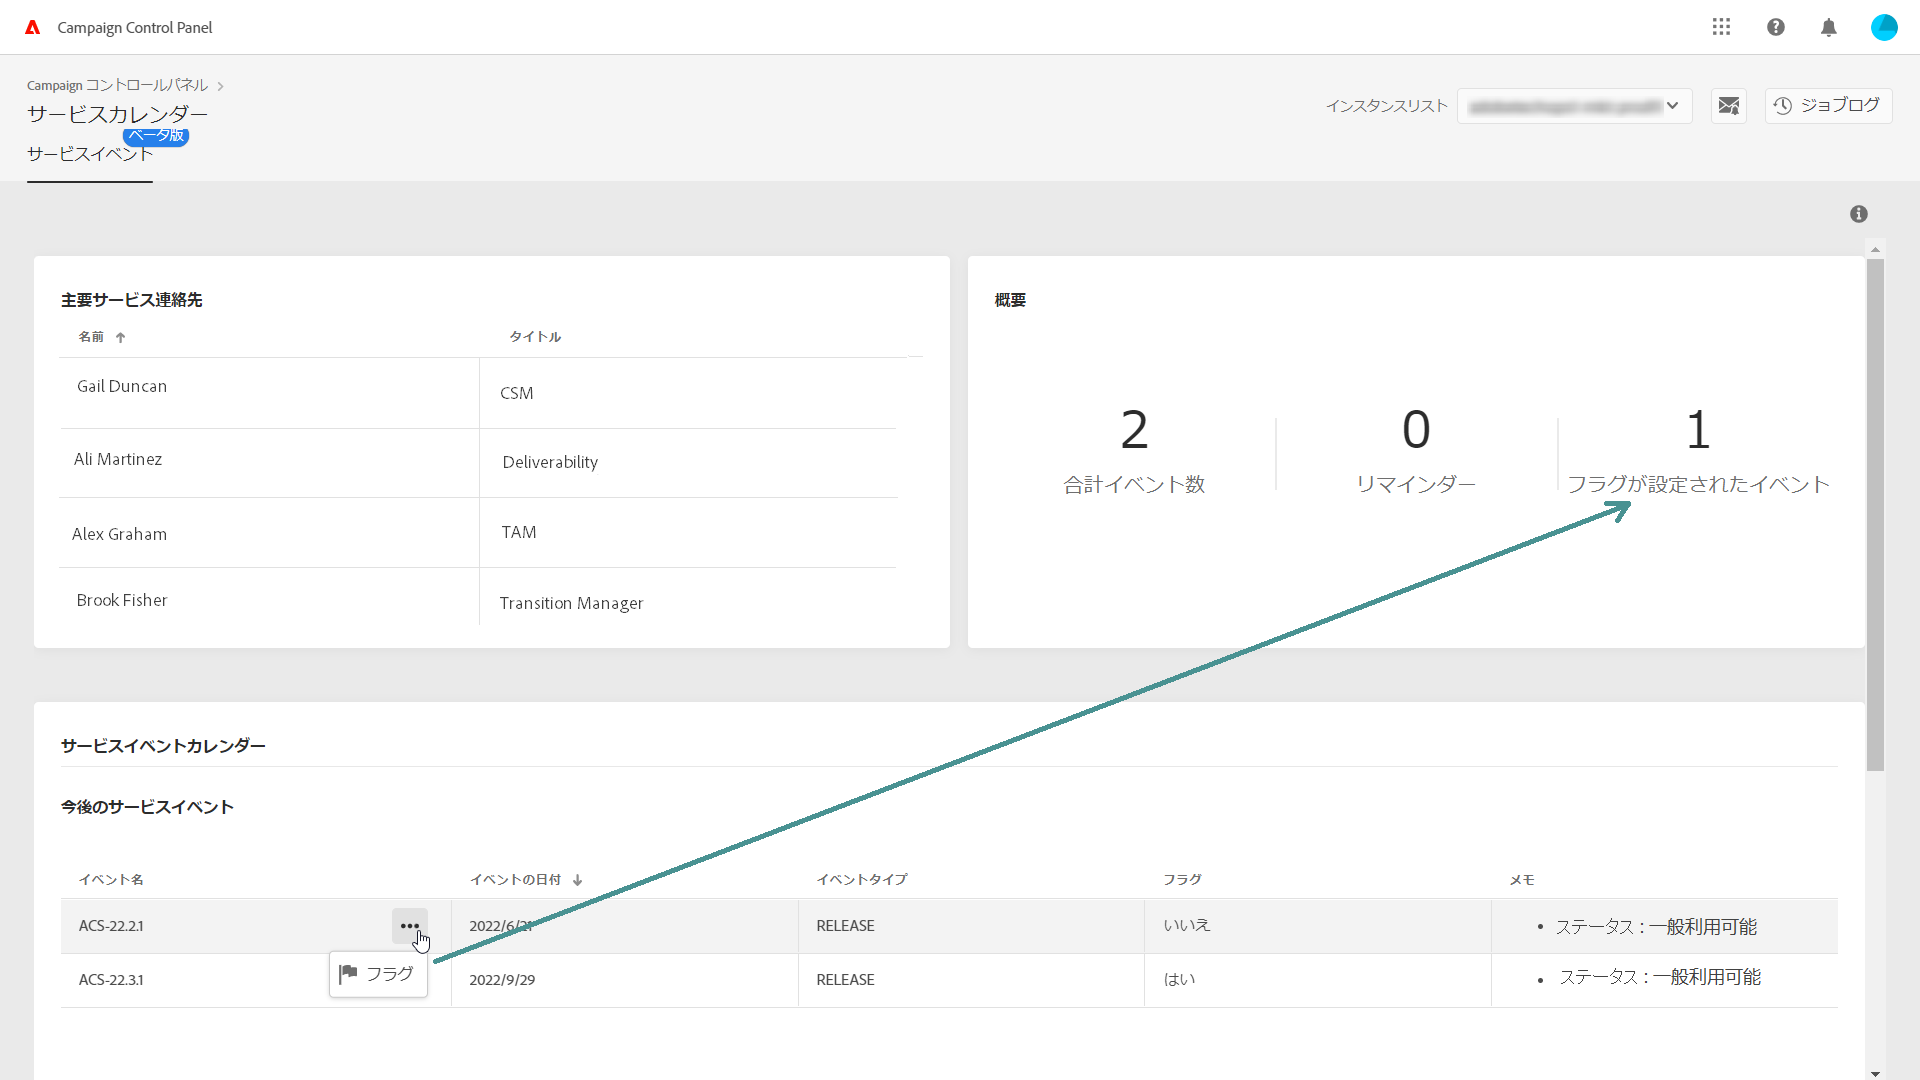 Campaign Control Panel
Campaign コントロールパネル
サービスカレンダー
ベータ版
サービスイベント
インスタンスリスト
ジョブログ
主要サービス連絡先
名前 タイトル
Gail Duncan CSM
Ali Martinez Deliverability
Alex Graham TAM
Brook Fisher Transition Manager
概要
2 0 1
合計イベント数 リマインダー フラグが設定されたイベント
サービスイベントカレンダー
今後のサービスイベント
イベント名 イベントの日付 イベントタイプ フラグ メモ
ACS-22.2.1 2022/6/21 RELEASE いいえ • ステータス : 一般利用可能
フラグ
ACS-22.3.1 2022/9/29 RELEASE はい • ステータス : 一般利用可能